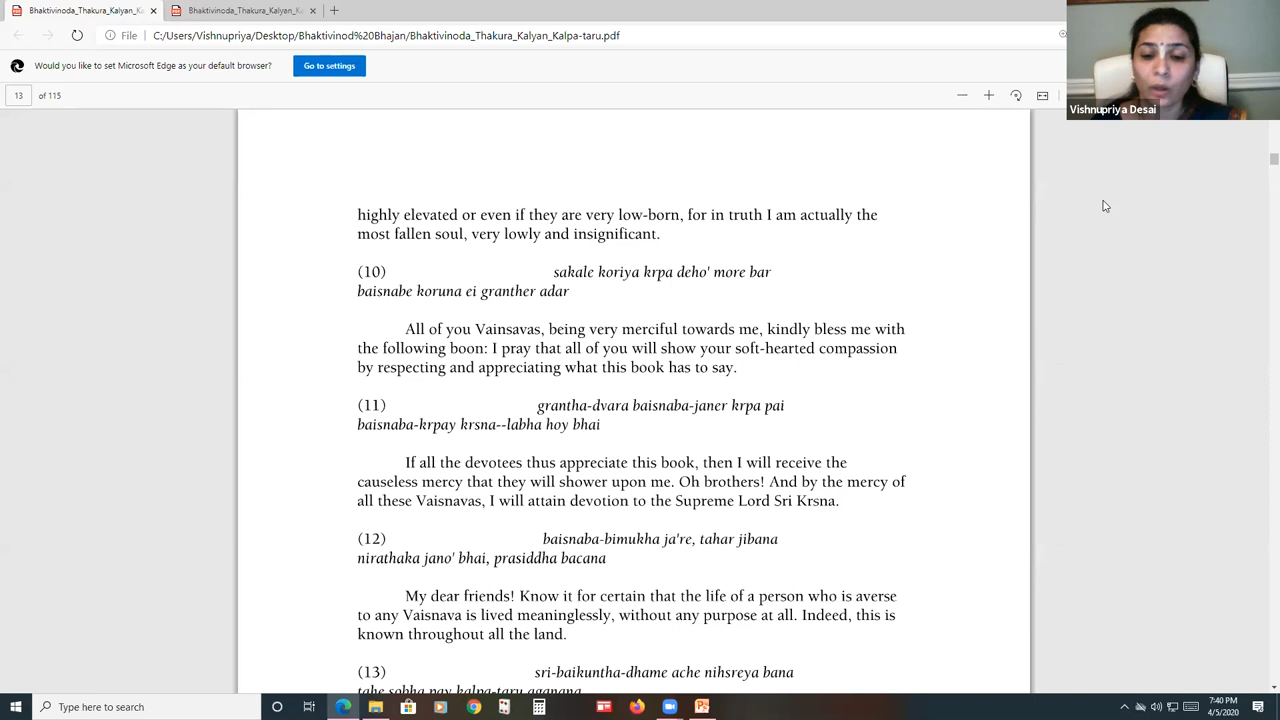 Bhaktivinoda_Thakura_Kalyan_K
Bhaktivinoda_Thakura_Kalyan_K
File
C:/Users/Vishnupriya/Desktop/Bhaktivinod%20Bhajan/Bhaktivinoda_Thakura_Kalyan_Kalpa-taru.pdf
Would you like to set Microsoft Edge as your default browser?
Go to settings
13 of 115
Vishnupriya Desai
highly elevated or even if they are very low-born, for in truth I am actually the
most fallen soul, very lowly and insignificant.
(10) sakale koriya krpa deho' more bar
baisnabe koruna ei granther adar
All of you Vainsavas, being very merciful towards me, kindly bless me with
the following boon: I pray that all of you will show your soft-hearted compassion
by respecting and appreciating what this book has to say.
(11) grantha-dvara baisnaba-janer krpa pai
baisnaba-krpay krsna--labha hoy bhai
If all the devotees thus appreciate this book, then I will receive the
causeless mercy that they will shower upon me. Oh brothers! And by the mercy of
all these Vaisnavas, I will attain devotion to the Supreme Lord Sri Krsna.
(12) baisnaba-bimukha ja're, tahar jibana
nirathaka jano' bhai, prasiddha bacana
My dear friends! Know it for certain that the life of a person who is averse
to any Vaisnava is lived meaninglessly, without any purpose at all. Indeed, this is
known throughout all the land.
(13) sri-baikuntha-dhame ache nihsreya bana
tahe sobha pay kalpa-taru aganana
Type here to search
7:40 PM
4/5/2020